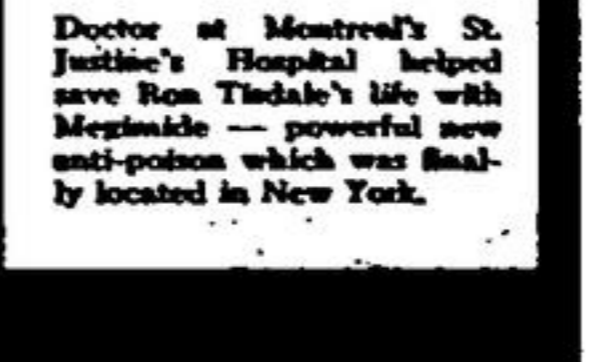 Doctor at Montreal's St.
Justine's Hospital helped
save Ron Tisdale's life with
Megimide — powerful new
anti-poison which was final-
ly located in New York.